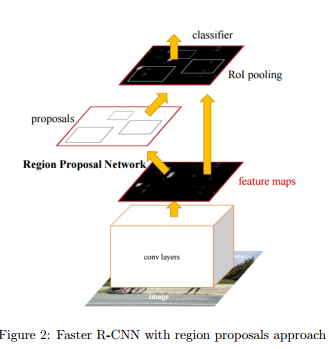 classifier
RoI pooling
proposals
Region Proposal Network
feature maps
conv layers
image
Figure 2: Faster R-CNN with region proposals approach